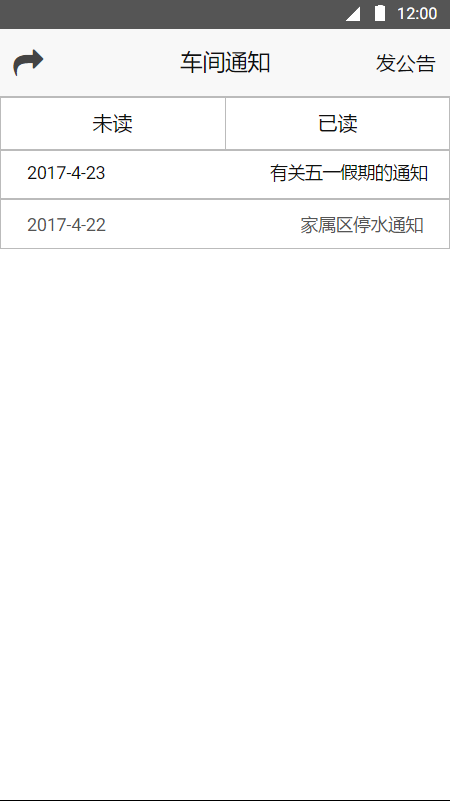 12:00
车间通知 发公告
未读 已读
2017-4-23 有关五一假期的通知
2017-4-22 家属区停水通知